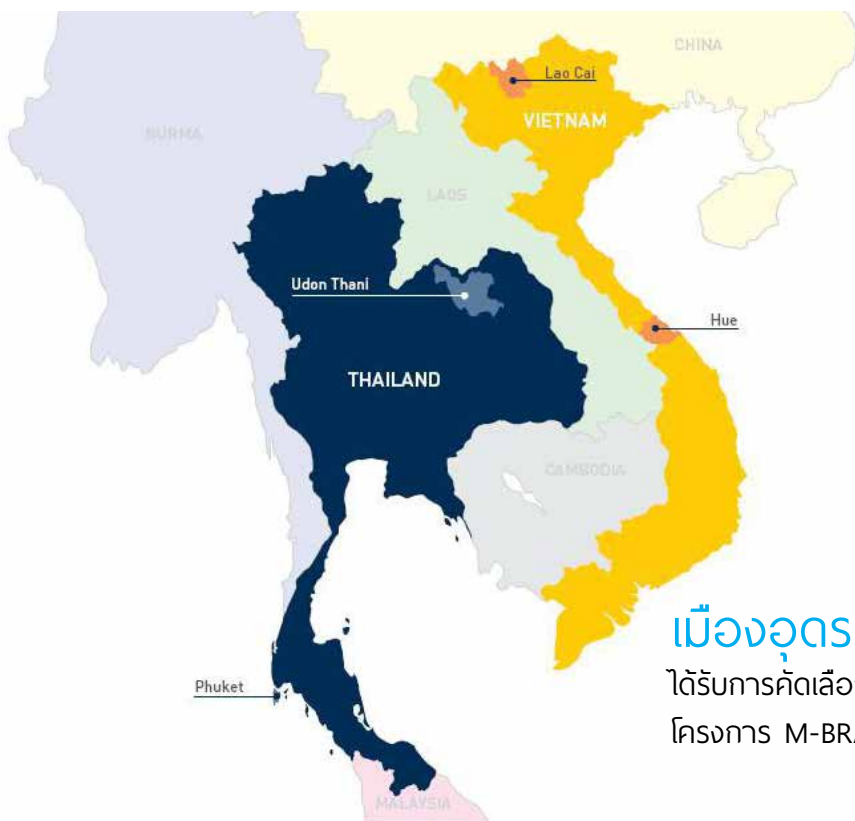 CHINA
Lao Cai
VIETNAM
BURMA
LAOS
Udon Thani
Hue
THAILAND
CAMBODIA
เมืองอุดร
ได้รับการคัดเลือ
โครงการ M-BRA
Phuket
MALAYSIA